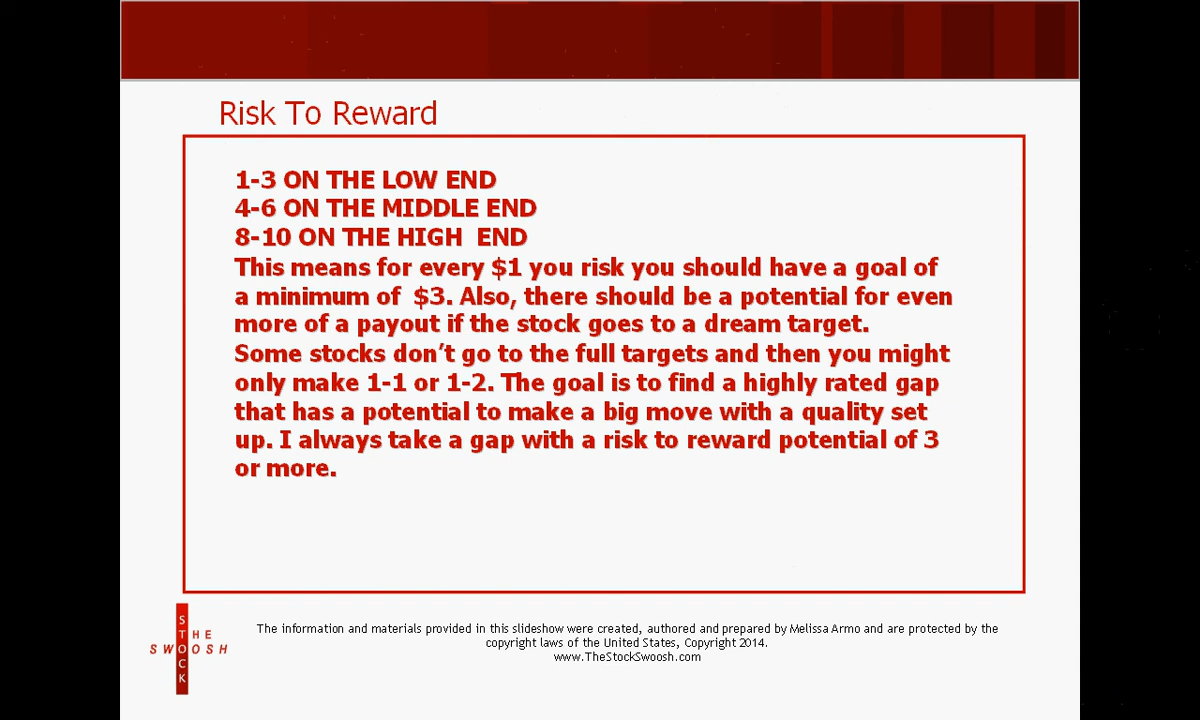 Risk To Reward
1-3 ON THE LOW END
4-6 ON THE MIDDLE END
8-10 ON THE HIGH  END
This means for every $1 you risk you should have a goal of
a minimum of  $3. Also, there should be a potential for even
more of a payout if the stock goes to a dream target.
Some stocks don’t go to the full targets and then you might
only make 1-1 or 1-2. The goal is to find a highly rated gap
that has a potential to make a big move with a quality set
up. I always take a gap with a risk to reward potential of 3
or more.
THE
STOCK
SWOOSH
The information and materials provided in this slideshow were created, authored and prepared by Melissa Armo and are protected by the
copyright laws of the United States, Copyright 2014.
www.TheStockSwoosh.com